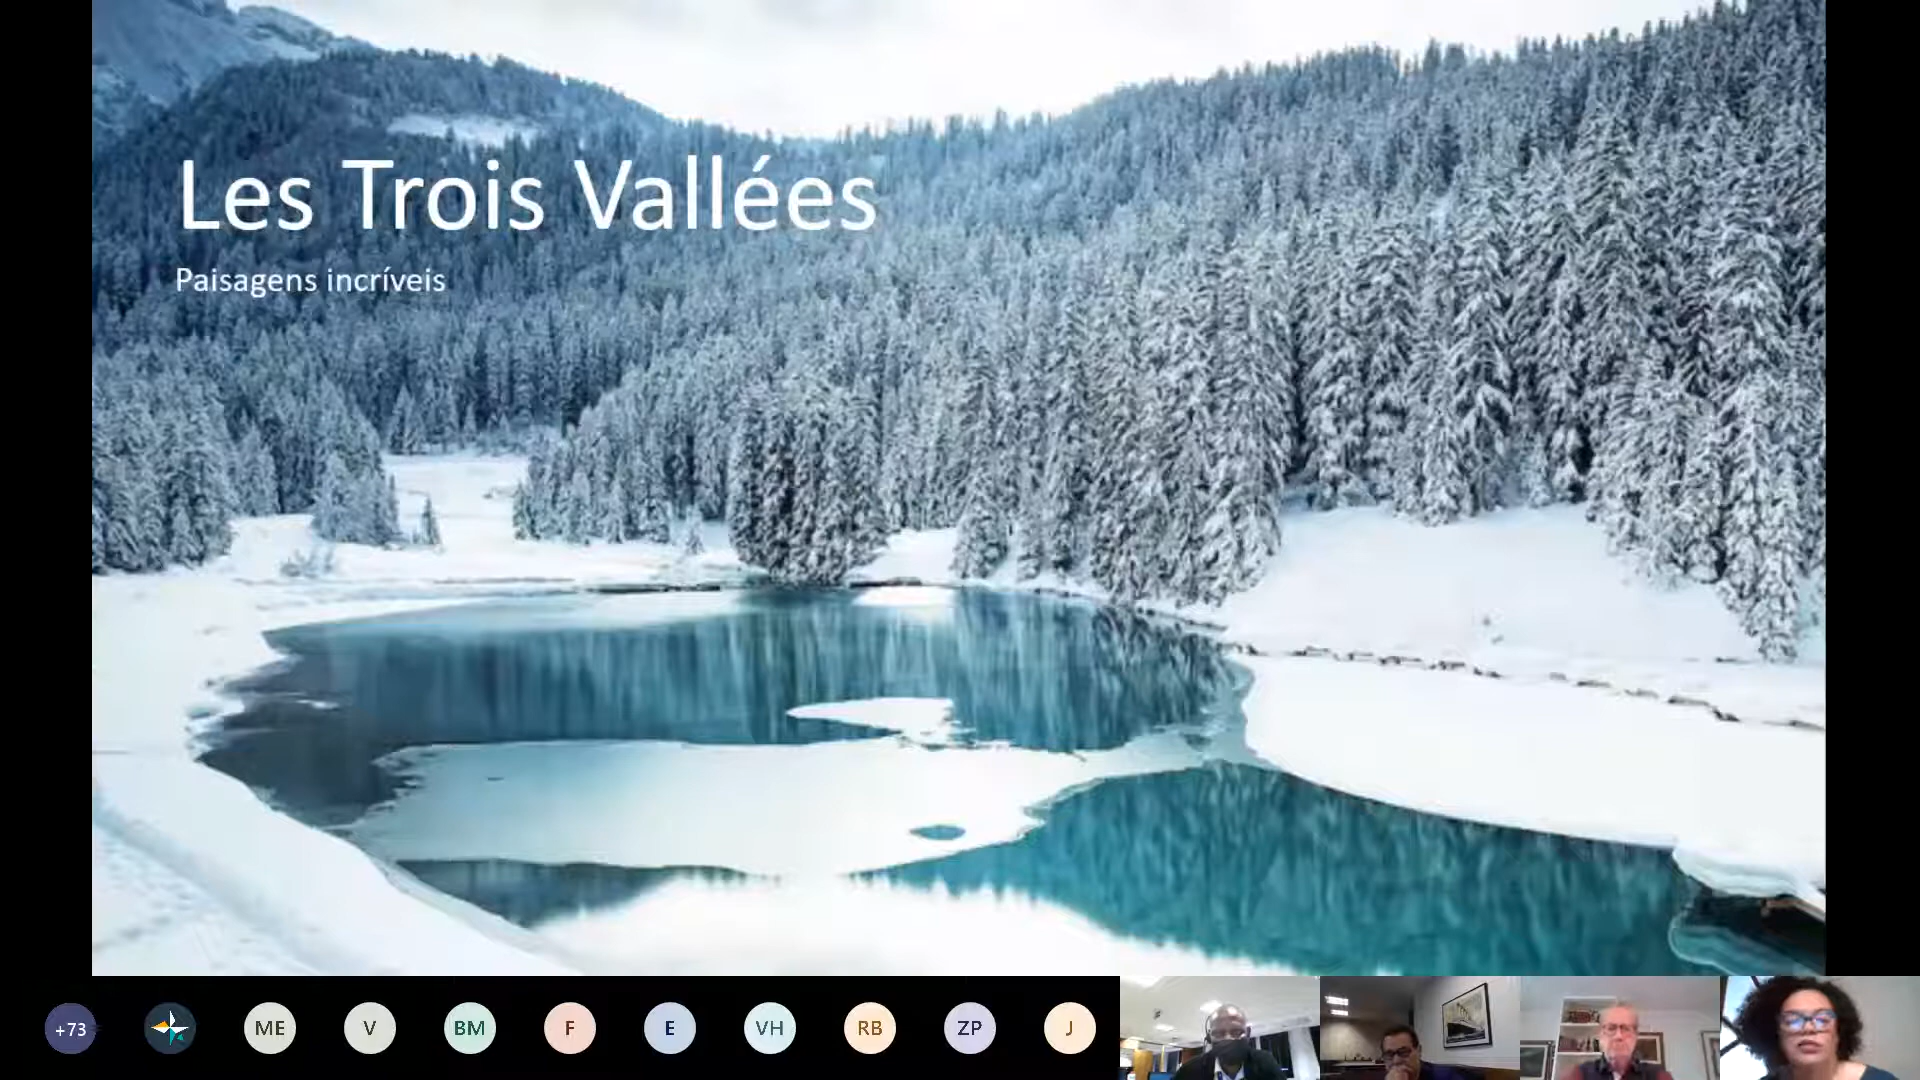 Les Trois Vallées
Paisagens incríveis
+73
ME
V
BM
F
E
VH
RB
ZP
J